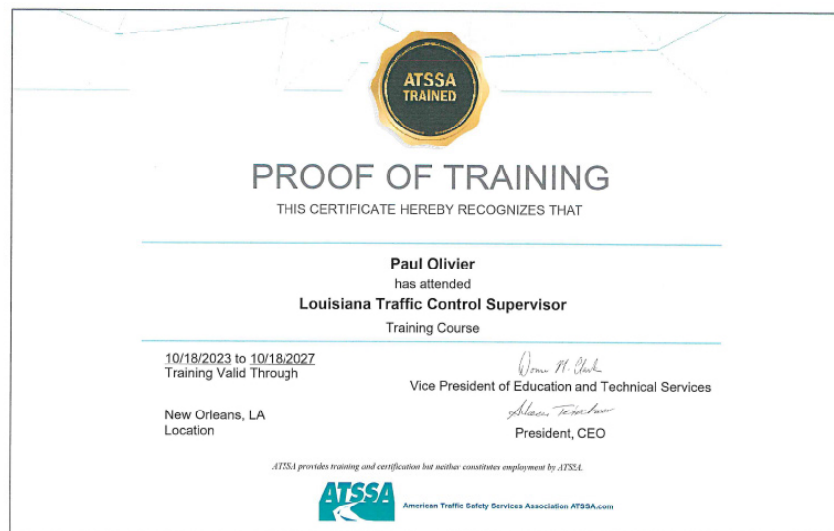 ATSSA
TRAINED
PROOF OF TRAINING
THIS CERTIFICATE HEREBY RECOGNIZES THAT
Paul Olivier
has attended
Louisiana Traffic Control Supervisor
Training Course
10/18/2023 to 10/18/2027
Training Valid Through
Vice President of Education and Technical Services
New Orleans, LA
Location
President, CEO
ATSSA provides training and certification but neither constitutes employment by ATSSA.
ATSSA
American Traffic Safety Services Association ATSSA.com